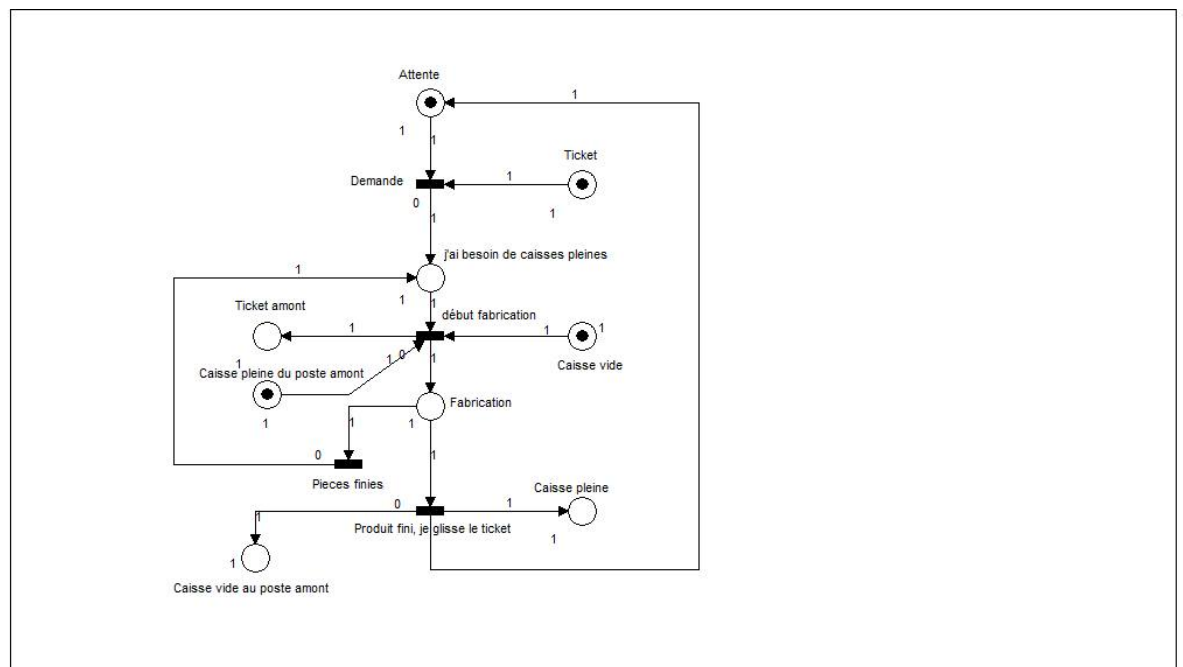 Attente
1
1
1
Ticket
Demande
1
0
1
1
j'ai besoin de caisses pleines
1
1
1
Ticket amont
début fabrication
1
1
1
1
0
1
1
Caisse pleine du poste amont
Caisse vide
Fabrication
1
1
1
1
0
Pieces finies
Caisse pleine
0
1
1
Produit fini, je glisse le ticket
1
1
Caisse vide au poste amont